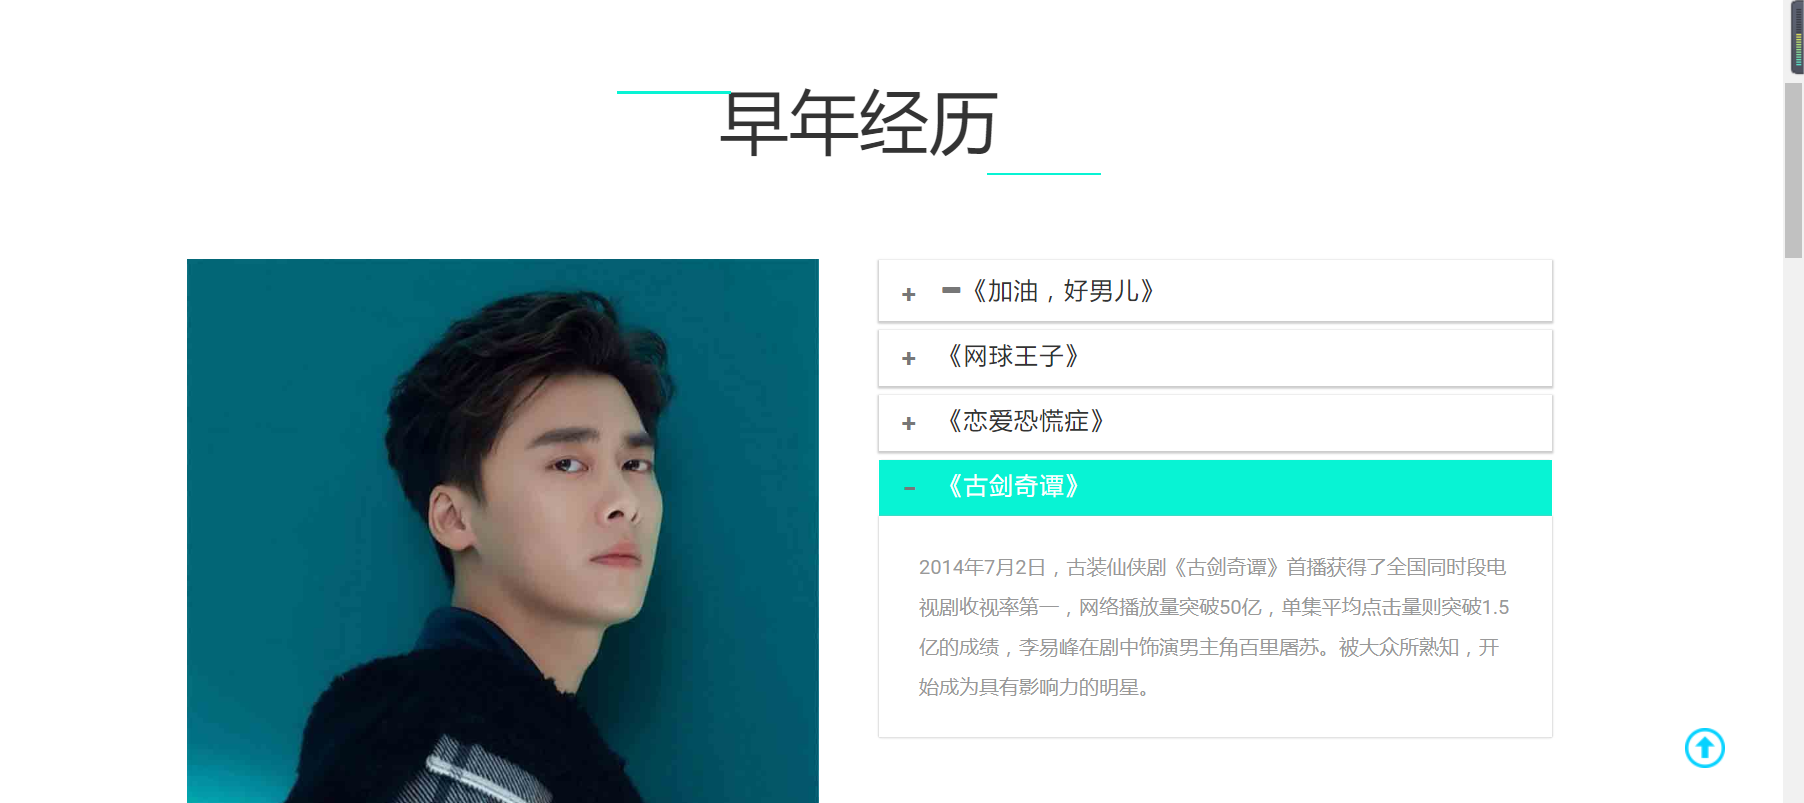 早年经历
+ 《加油，好男儿》
+ 《网球王子》
+ 《恋爱恐慌症》
- 《古剑奇谭》
2014年7月2日，古装仙侠剧《古剑奇谭》首播获得了全国同时段电
视剧收视率第一，网络播放量突破50亿，单集平均点击量则突破1.5
亿的成绩，李易峰在剧中饰演男主角百里屠苏。被大众所熟知，开
始成为具有影响力的明星。